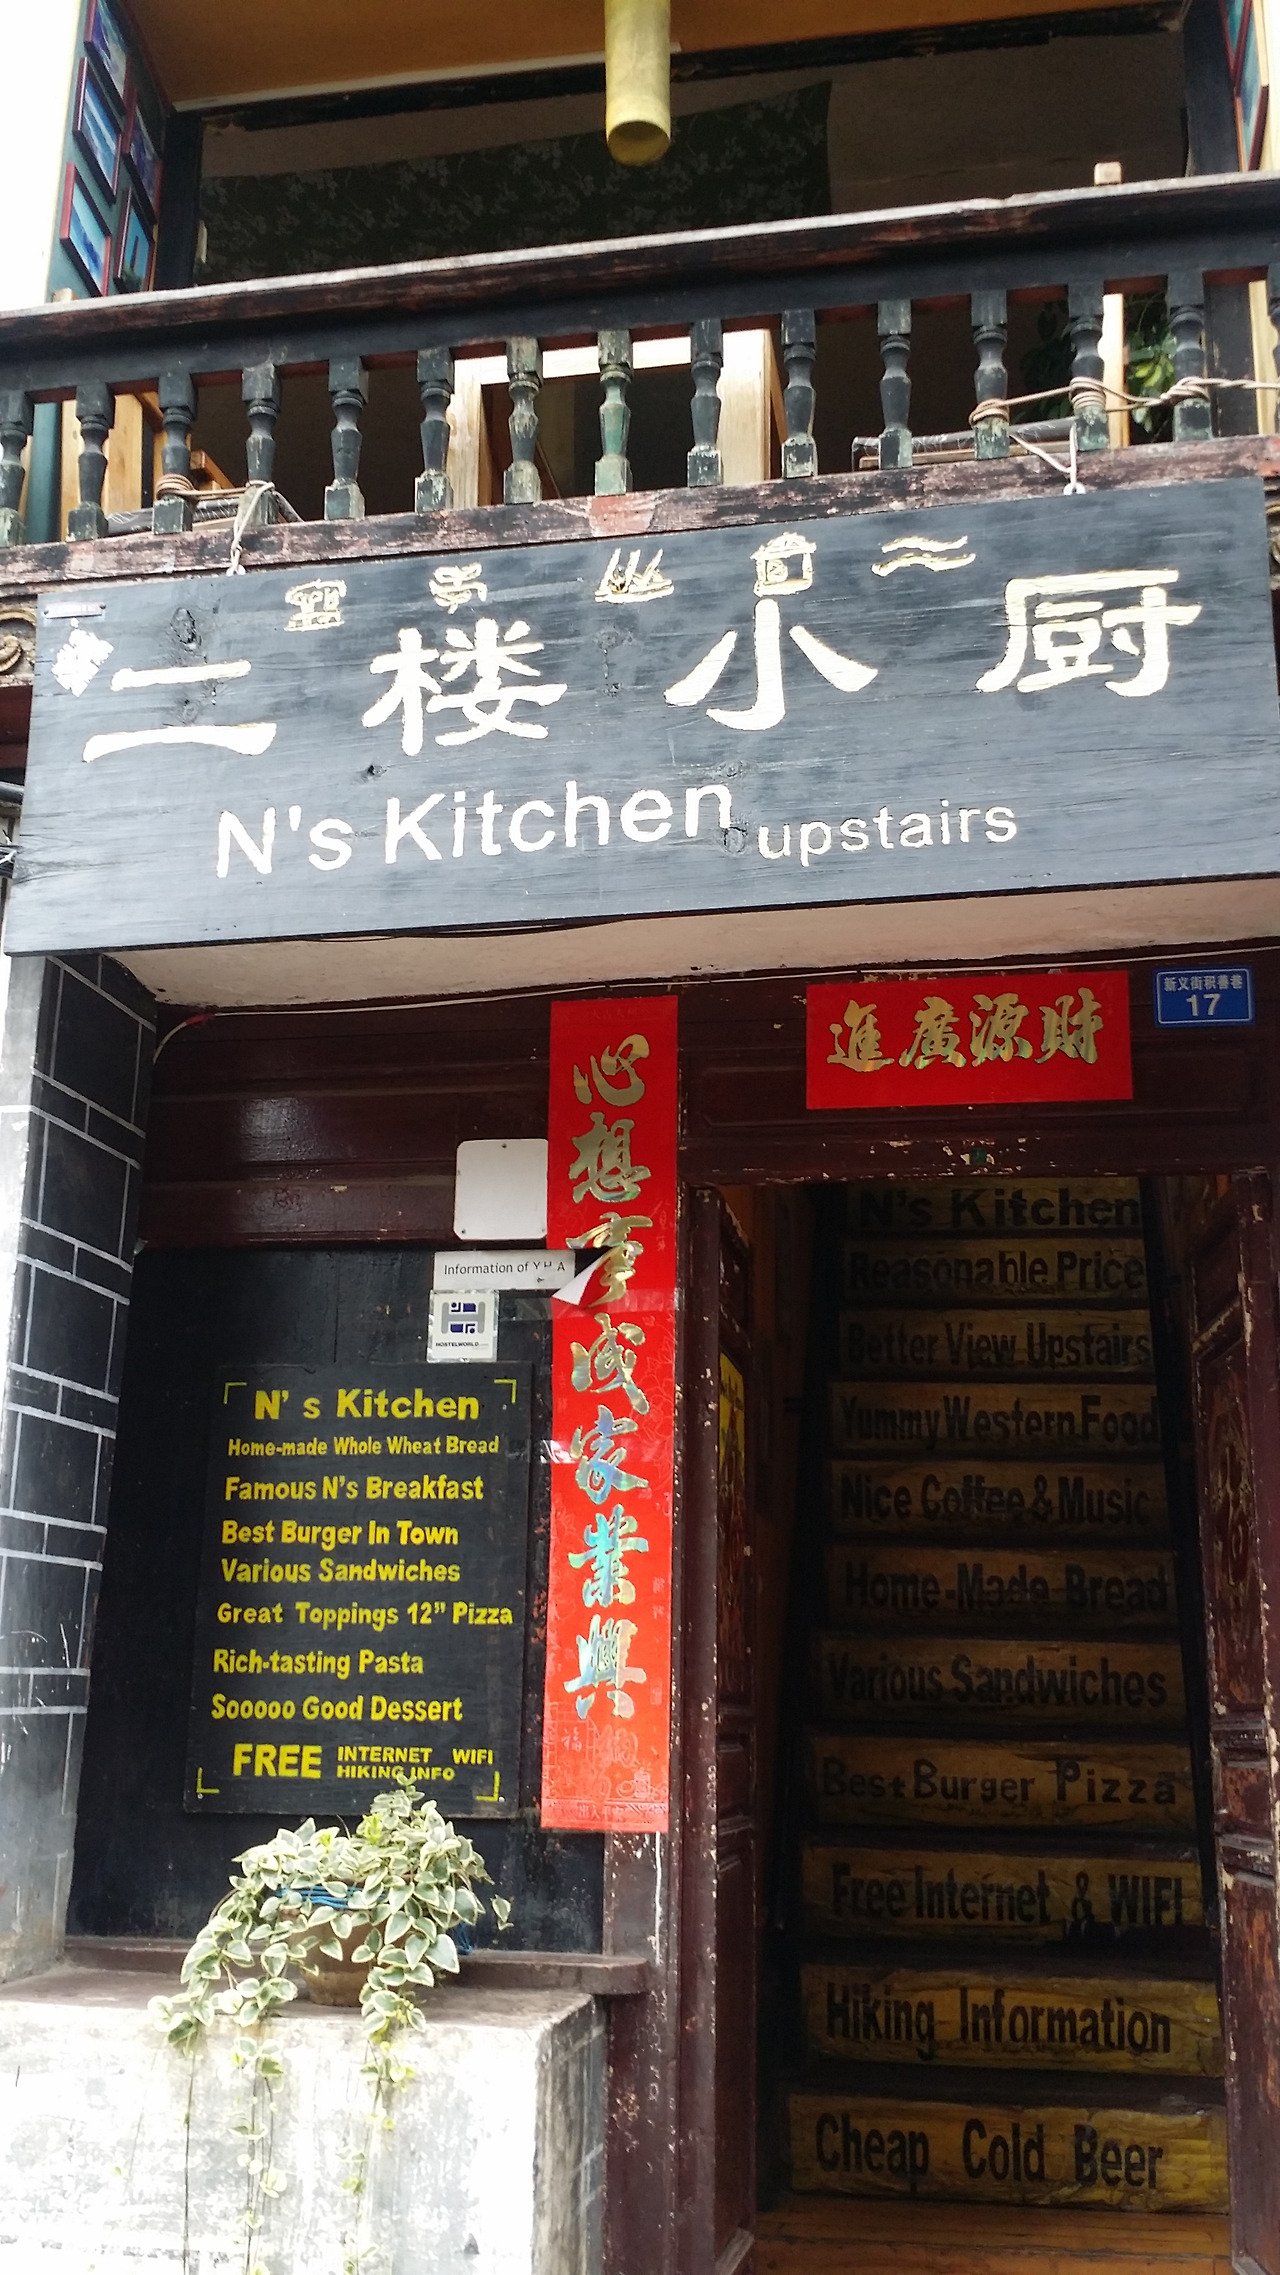 二楼小厨
N's Kitchen upstairs
新义街积善巷
17
進廣源財
心想事成家業興
Information of
HOSTELWORLD
N's Kitchen
Home-made Whole Wheat Bread
Famous N's Breakfast
Best Burger In Town
Various Sandwiches
Great Toppings 12" Pizza
Rich-tasting Pasta
Sooooo Good Dessert
FREE INTERNET WIFI
HIKING INFO
N's Kitchen
Reasonable Price
Better View Upstairs
Yummy Western Food
Nice Coffee & Music
Home-Made Bread
Various Sandwiches
Best Burger Pizza
Free Internet & WIFI
Hiking Information
Cheap Cold Beer